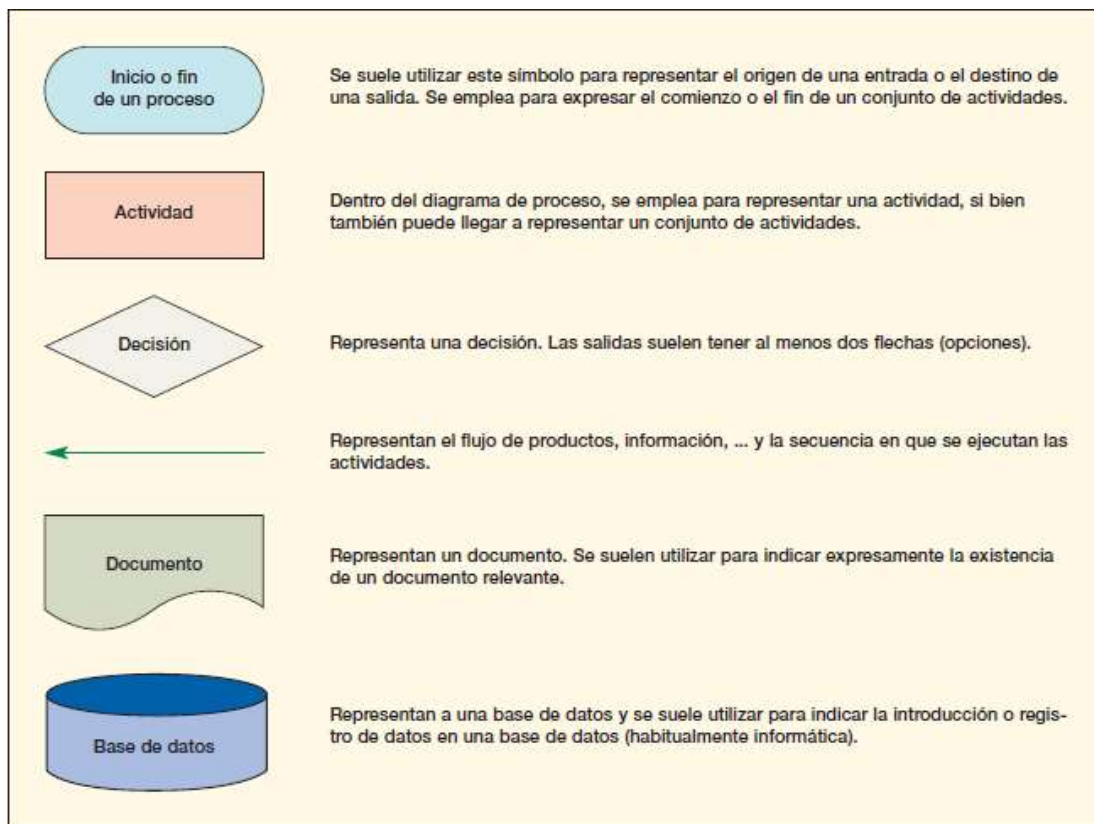 Inicio o fin
de un proceso
Se suele utilizar este símbolo para representar el origen de una entrada o el destino de
una salida. Se emplea para expresar el comienzo o el fin de un conjunto de actividades.
Actividad
Dentro del diagrama de proceso, se emplea para representar una actividad, si bien
también puede llegar a representar un conjunto de actividades.
Decisión
Representa una decisión. Las salidas suelen tener al menos dos flechas (opciones).
Representan el flujo de productos, información, ... y la secuencia en que se ejecutan las
actividades.
Documento
Representan un documento. Se suelen utilizar para indicar expresamente la existencia
de un documento relevante.
Base de datos
Representan a una base de datos y se suele utilizar para indicar la introducción o regis-
tro de datos en una base de datos (habitualmente informática).